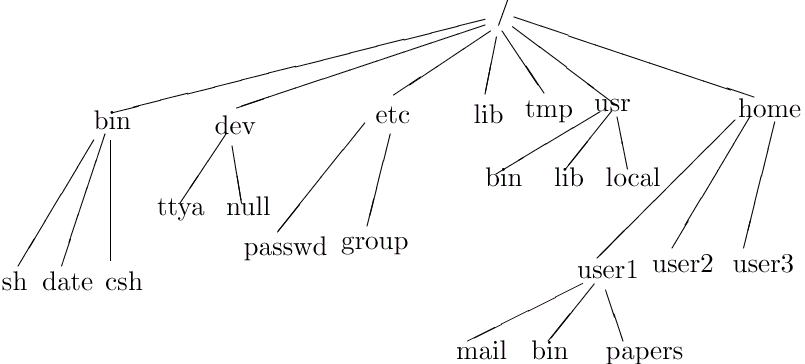 /
bin dev etc lib tmp usr home
bin lib local
ttya null
passwd group
user1 user2 user3
sh date csh
mail bin papers